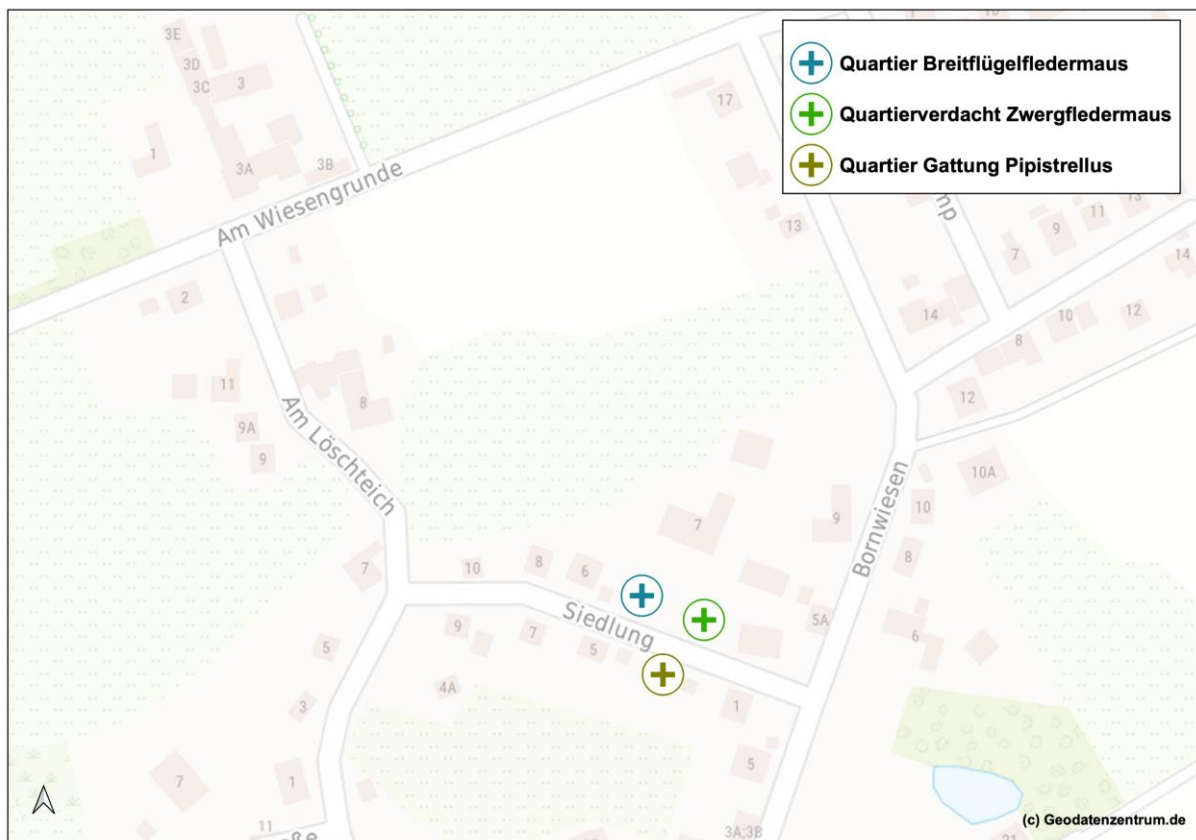 Quartier Breitflügelfledermaus
Quartierverdacht Zwergfledermaus
Quartier Gattung Pipistrellus
3E
3D
3C
3
1
3A
3B
17
Am Wiesengrunde
13
mp
9
11
13
7
14
2
14
10
12
8
11
8
12
9A
9
Am Löschteich
10A
7
9
10
Bornwiesen
8
7
10
8
6
Siedlung
5A
9
7
5
5
6
4A
3
1
7
1
5
11
3A;3B
(c) Geodatenzentrum.de